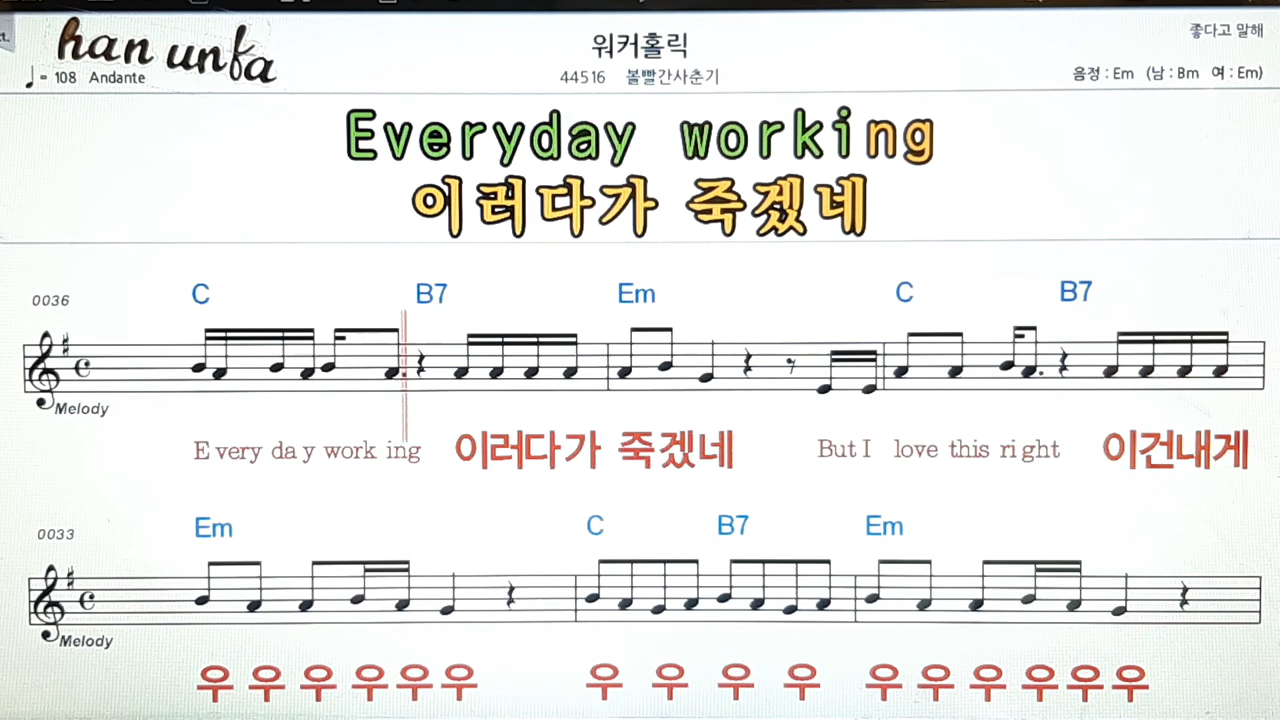 han unfa
워커홀릭
좋다고 말해
♩= 108 Andante
44516 볼빨간사춘기
음정 : Em (남 : Bm 여 : Em)
Everyday working
이러다가 죽겠네
0036
C B7 Em C B7
Melody
Every day work ing 이러다가 죽겠네 But I love this right 이건내게
0033
Em C B7 Em
Melody
우 우 우 우 우 우 우 우 우 우 우 우 우 우 우 우